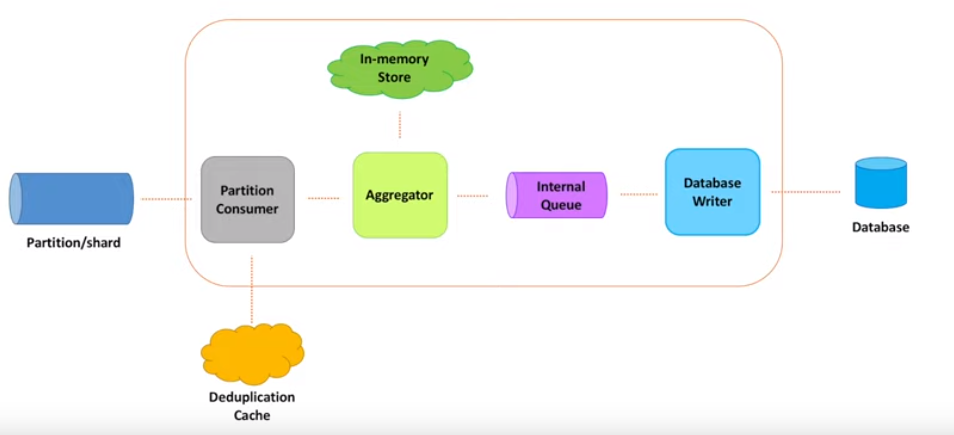 In-memory
Store
Partition
Consumer
Aggregator
Internal
Queue
Database
Writer
Partition/shard
Database
Deduplication
Cache